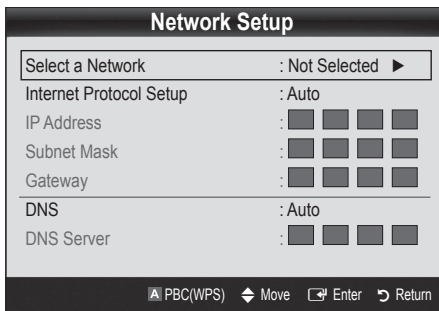 Network Setup
Select a Network : Not Selected ►
Internet Protocol Setup : Auto
IP Address :
Subnet Mask :
Gateway :
DNS : Auto
DNS Server :
A PBC(WPS) Move Enter Return